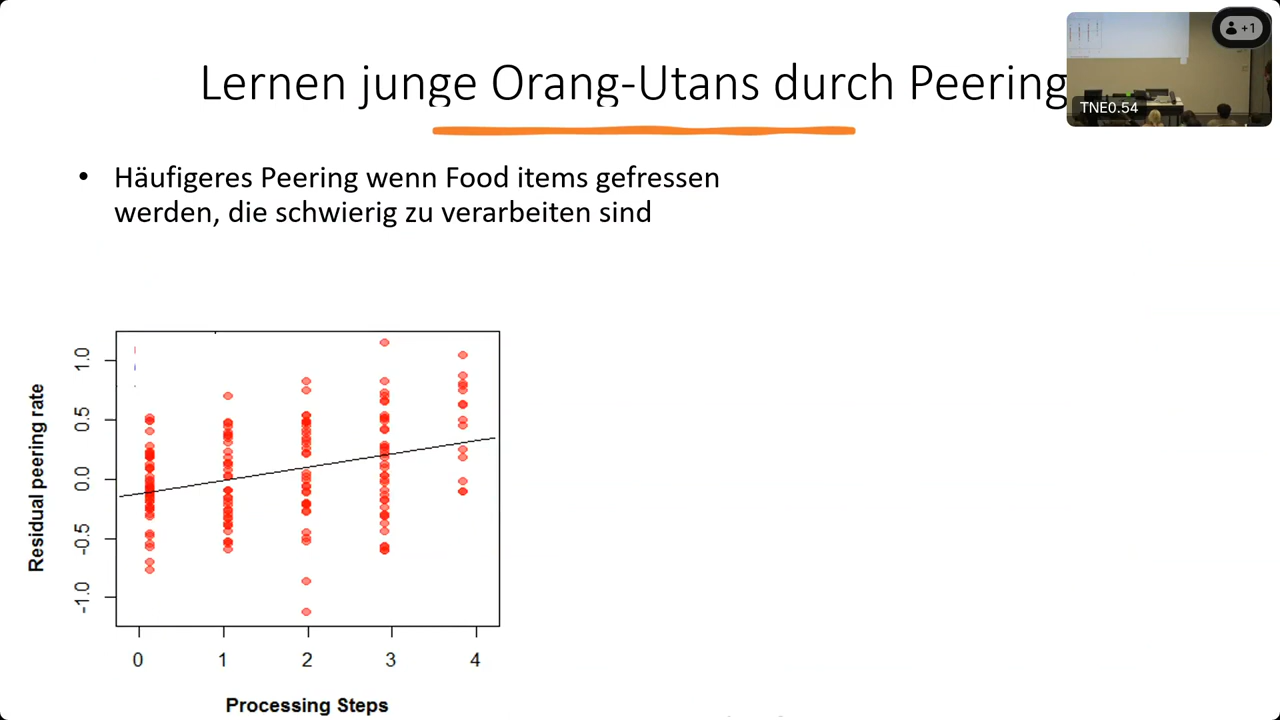 Lernen junge Orang-Utans durch Peering
+1
TNE0.54
• Häufigeres Peering wenn Food items gefressen
werden, die schwierig zu verarbeiten sind
Residual peering rate
1.0
0.5
0.0
-0.5
-1.0
0 1 2 3 4
Processing Steps